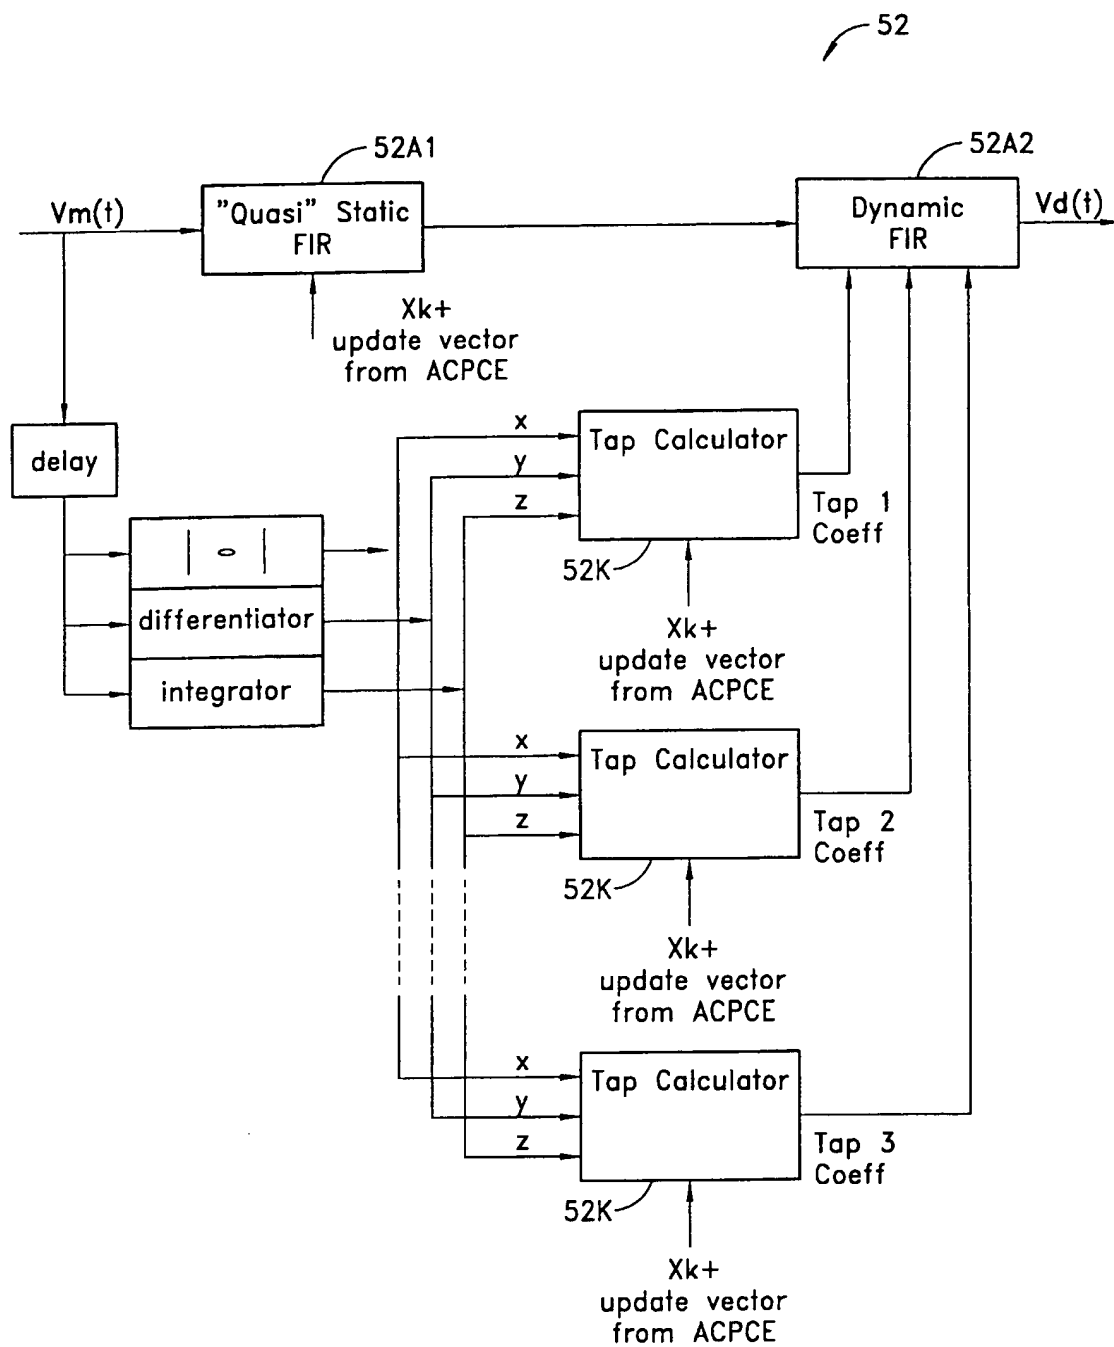 52
52A1
52A2
Vm(t)
"Quasi" Static
FIR
Dynamic
FIR
Vd(t)
Xk+
update vector
from ACPCE
delay
| o |
differentiator
integrator
x
y
z
Tap Calculator
Tap 1
Coeff
52K
Xk+
update vector
from ACPCE
x
y
z
Tap Calculator
Tap 2
Coeff
52K
Xk+
update vector
from ACPCE
x
y
z
Tap Calculator
Tap 3
Coeff
52K
Xk+
update vector
from ACPCE